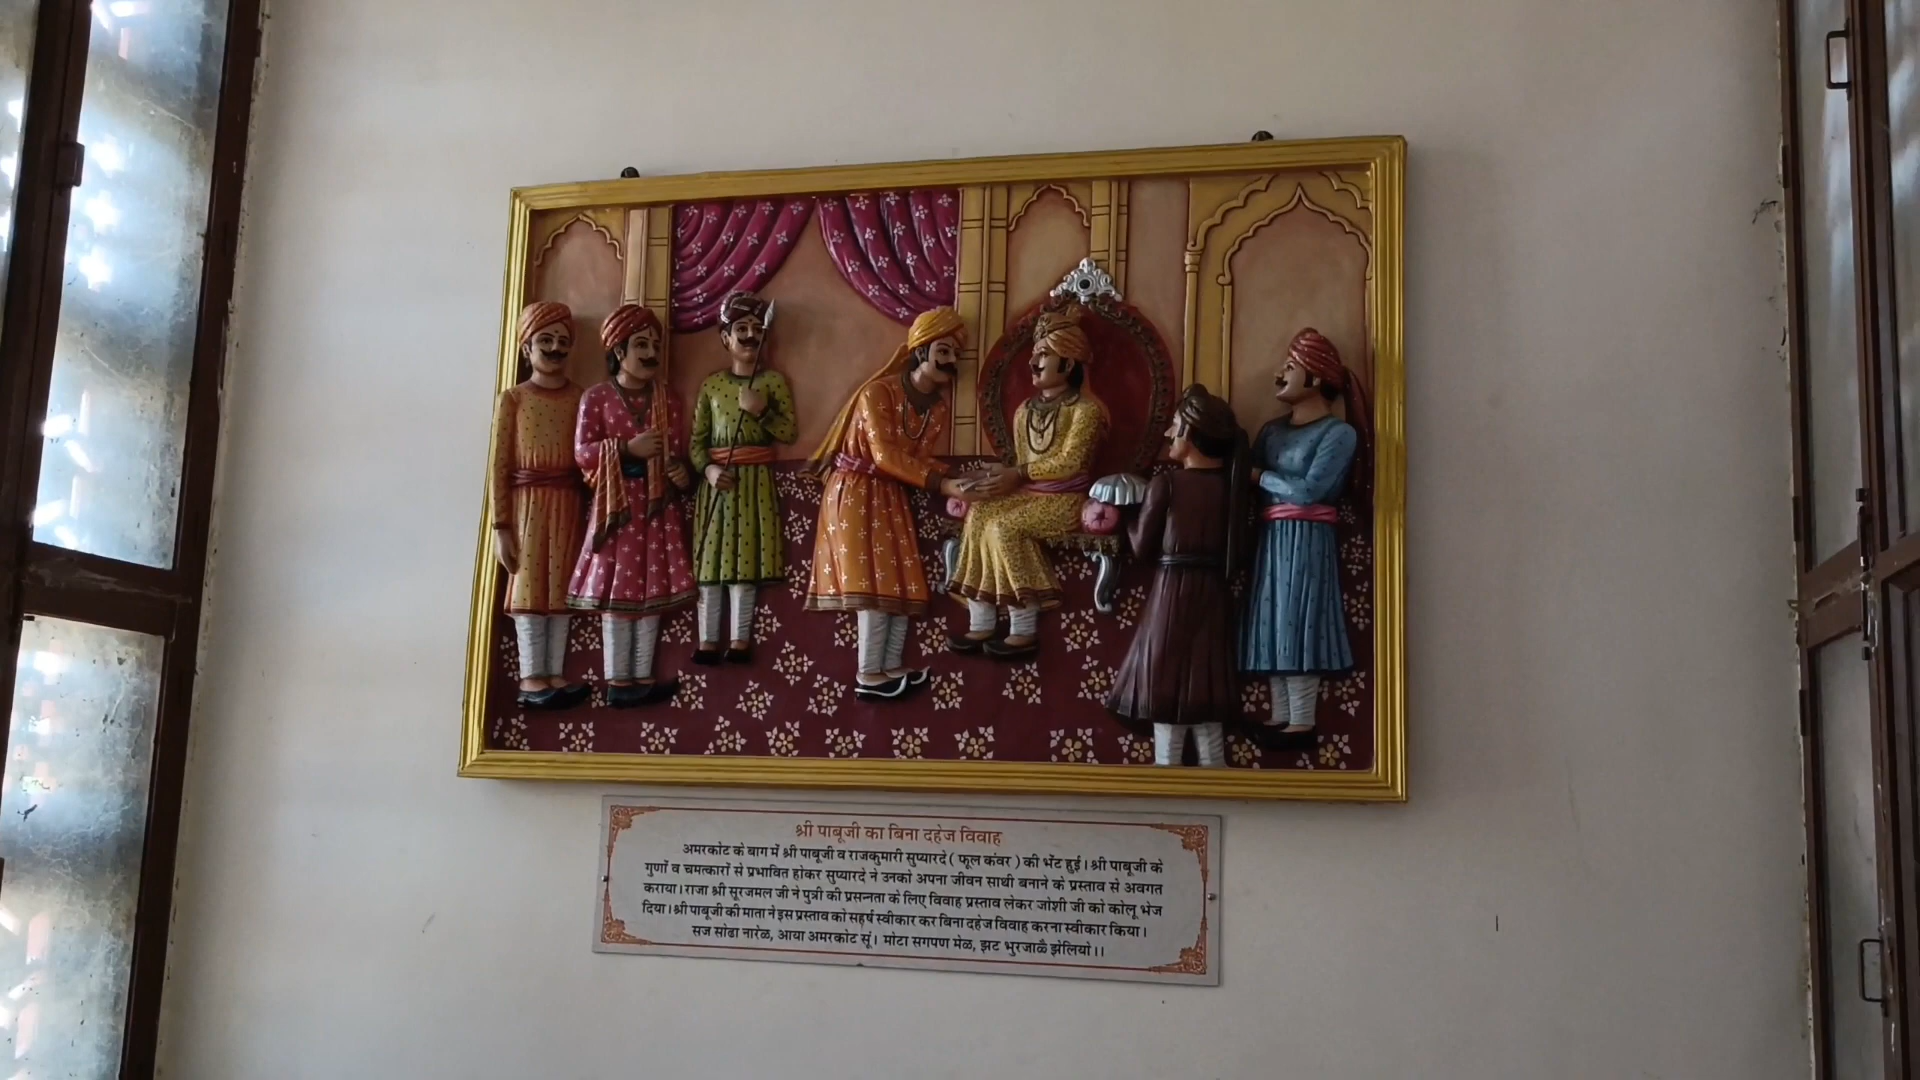 श्री पाबूजी का बिना दहेज विवाह
अमरकोट के बाग में श्री पाबूजी व राजकुमारी सुप्यारदे ( फूल कंवर ) की भेंट हुई। श्री पाबूजी के
गुणों व चमत्कारों से प्रभावित होकर सुप्यारदे ने उनको अपना जीवन साथी बनाने के प्रस्ताव से अवगत
कराया। राजा श्री सूरजमल जी ने पुत्री की प्रसन्नता के लिए विवाह प्रस्ताव लेकर जोशी जी को कोलू भेज
दिया। श्री पाबूजी की माता ने इस प्रस्ताव को सहर्ष स्वीकार कर बिना दहेज विवाह करना स्वीकार किया।
सज सोढा नारेळ, आया अमरकोट सूं। मोटा सगपण मेळ, झट भुरजाळै झेलियो।।